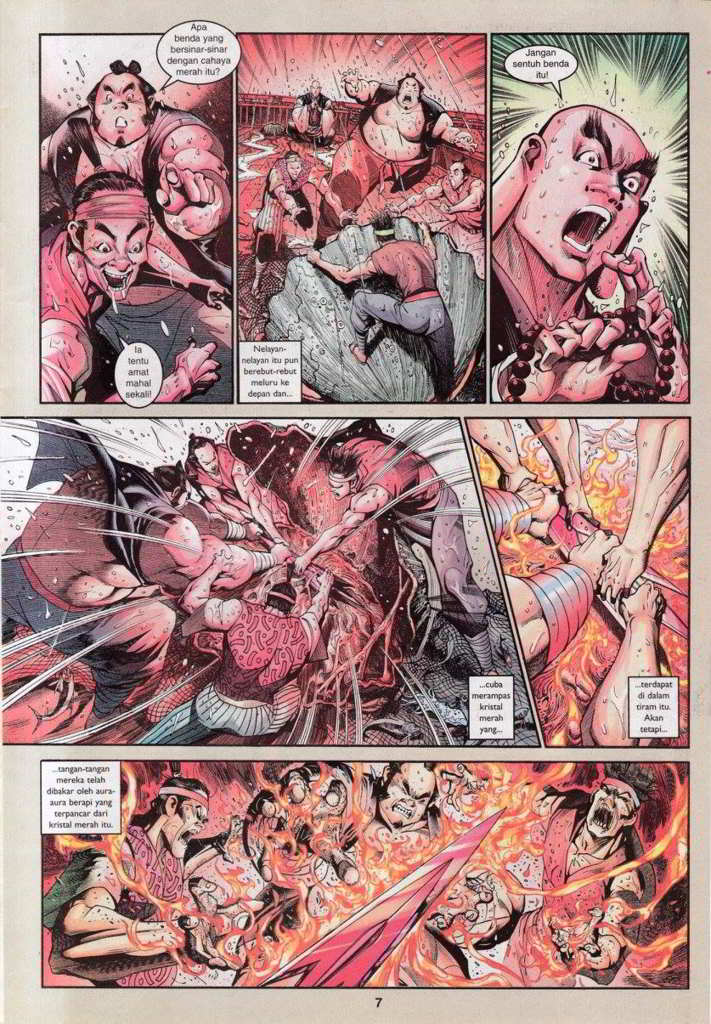 Apa
benda yang
bersinar-sinar
dengan cahaya
merah itu?
Ia
tentu
amat
mahal
sekali!
Nelayan-
nelayan itu pun
berebut-rebut
meluru ke
depan dan...
Jangan
sentuh benda
itu!
...cuba
merampas
kristal
merah
yang...
...terdapat
di dalam
tiram itu.
Akan
tetapi...
...tangan-tangan
mereka telah
dibakar oleh aura-
aura berapi yang
terpancar dari
kristal merah itu.
7